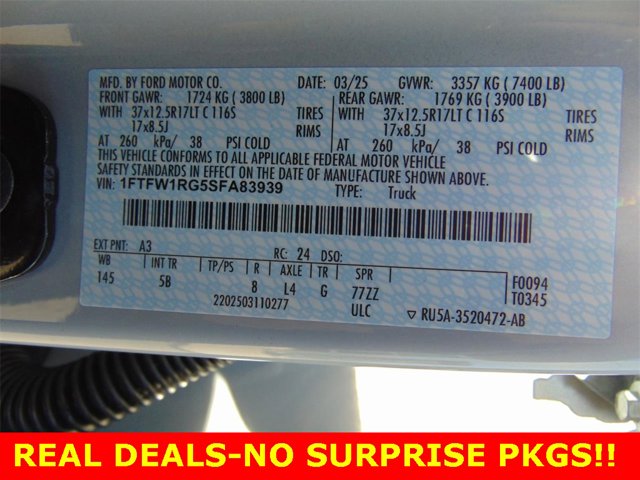 MFD. BY FORD MOTOR CO. DATE: 03/25 GVWR: 3357 KG ( 7400 LB)
FRONT GAWR: 1724 KG ( 3800 LB) REAR GAWR: 1769 KG ( 3900 LB)
WITH 37x12.5R17LT C 116S TIRES WITH 37x12.5R17LT C 116S TIRES
17x8.5J RIMS 17x8.5J RIMS
AT 260 kPa/ 38 PSI COLD AT 260 kPa/ 38 PSI COLD
THIS VEHICLE CONFORMS TO ALL APPLICABLE FEDERAL MOTOR VEHICLE
SAFETY STANDARDS IN EFFECT ON THE DATE OF MANUFACTURE SHOWN ABOVE.
VIN: 1FTFW1RG5SFA83939 TYPE: Truck
EXT PNT: A3 RC: 24 DSO:
WB INT TR TP/PS R AXLE TR SPR F0094
145 5B 8 L4 G 77ZZ T0345
2202503110277 ULC ▽ RU5A-3520472-AB
REAL DEALS-NO SURPRISE PKGS!!